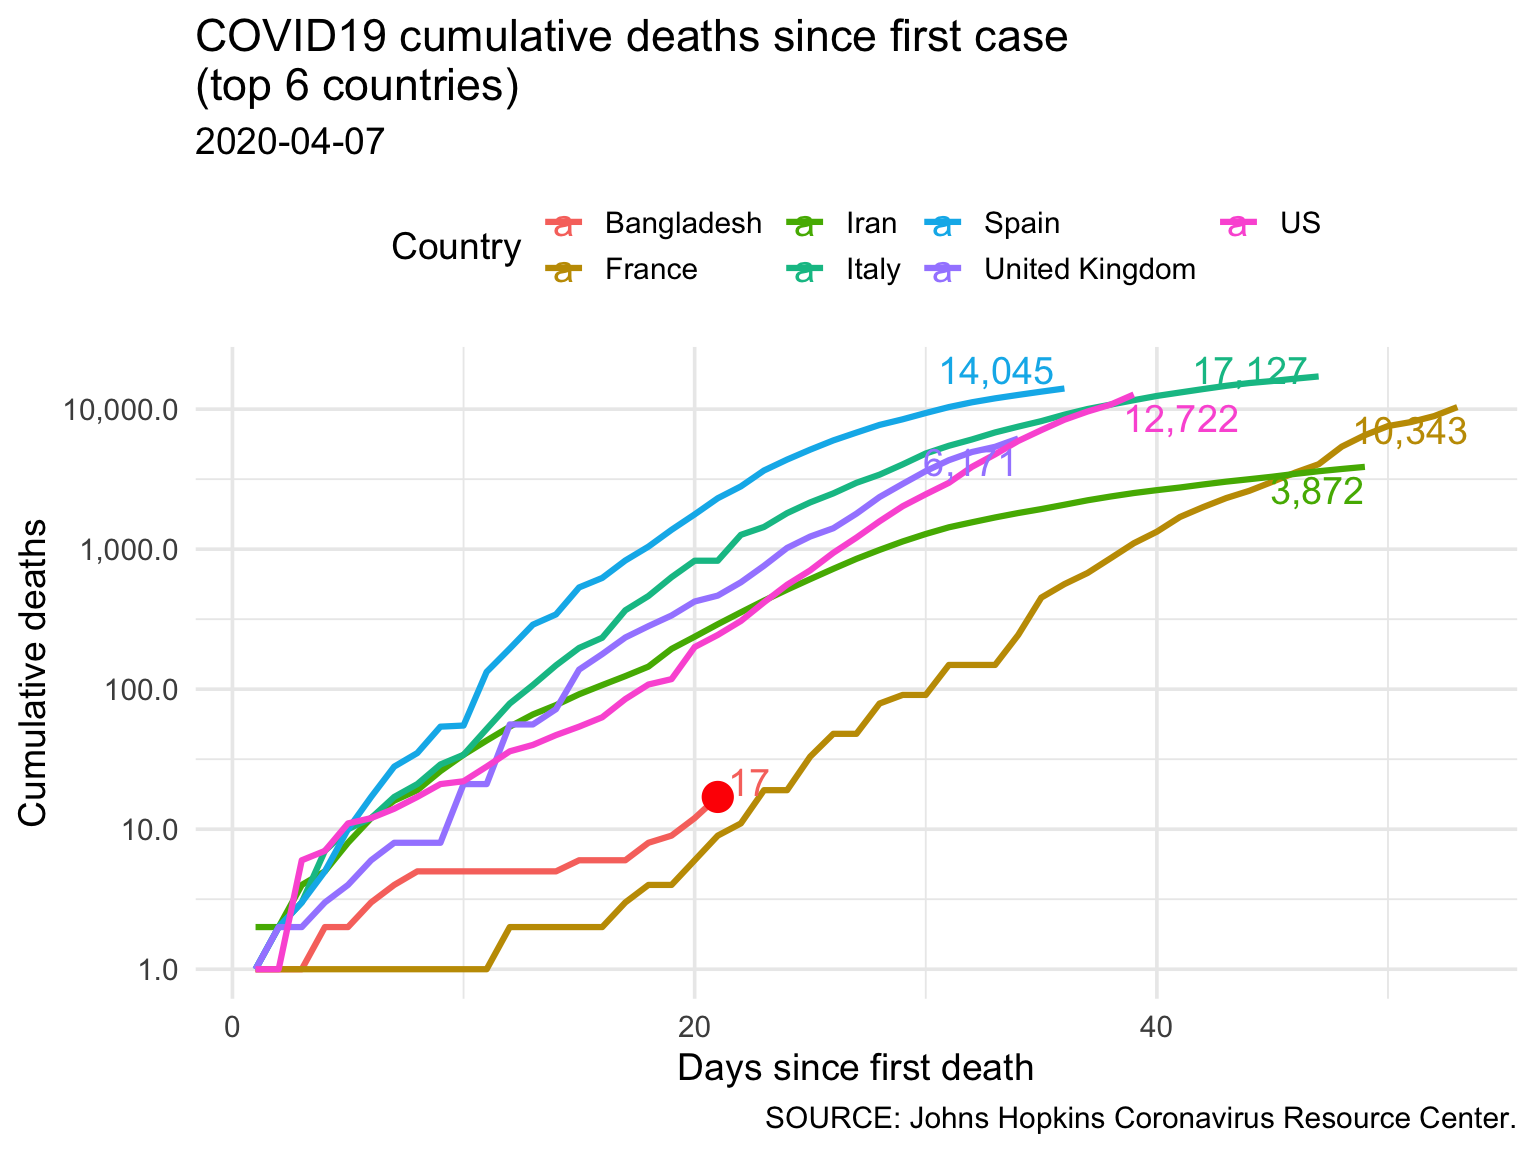 COVID19 cumulative deaths since first case
(top 6 countries)
2020-04-07
Country
a Bangladesh a Iran a Spain a US
a France a Italy a United Kingdom
14,045 17,127
12,722 10,343
6,171
3,872
17
10,000.0
1,000.0
100.0
10.0
1.0
Cumulative deaths
0 20 40
Days since first death
SOURCE: Johns Hopkins Coronavirus Resource Center.